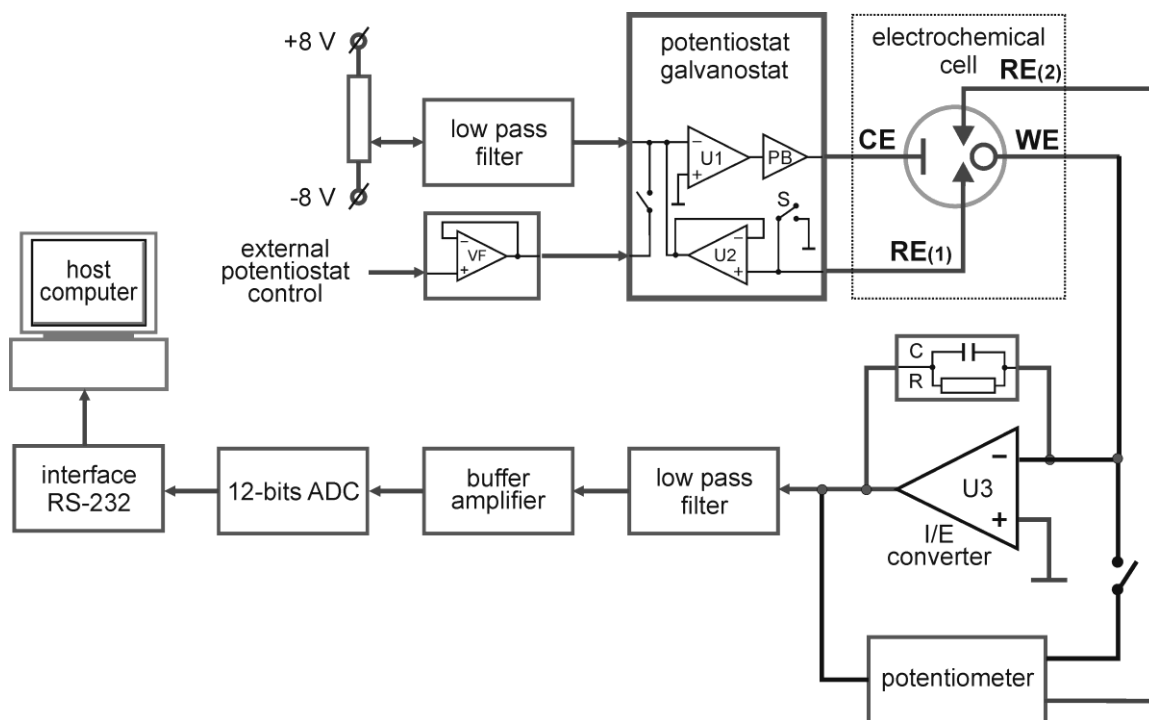 +8 V
-8 V
low pass
filter
potentiostat
galvanostat
−
U1
+
PB
S
−
U2
+
electrochemical
cell
RE(2)
CE
WE
RE(1)
external
potentiostat
control
−
VF
+
host
computer
C
R
−
U3
+
I/E
converter
interface
RS-232
12-bits ADC
buffer
amplifier
low pass
filter
potentiometer